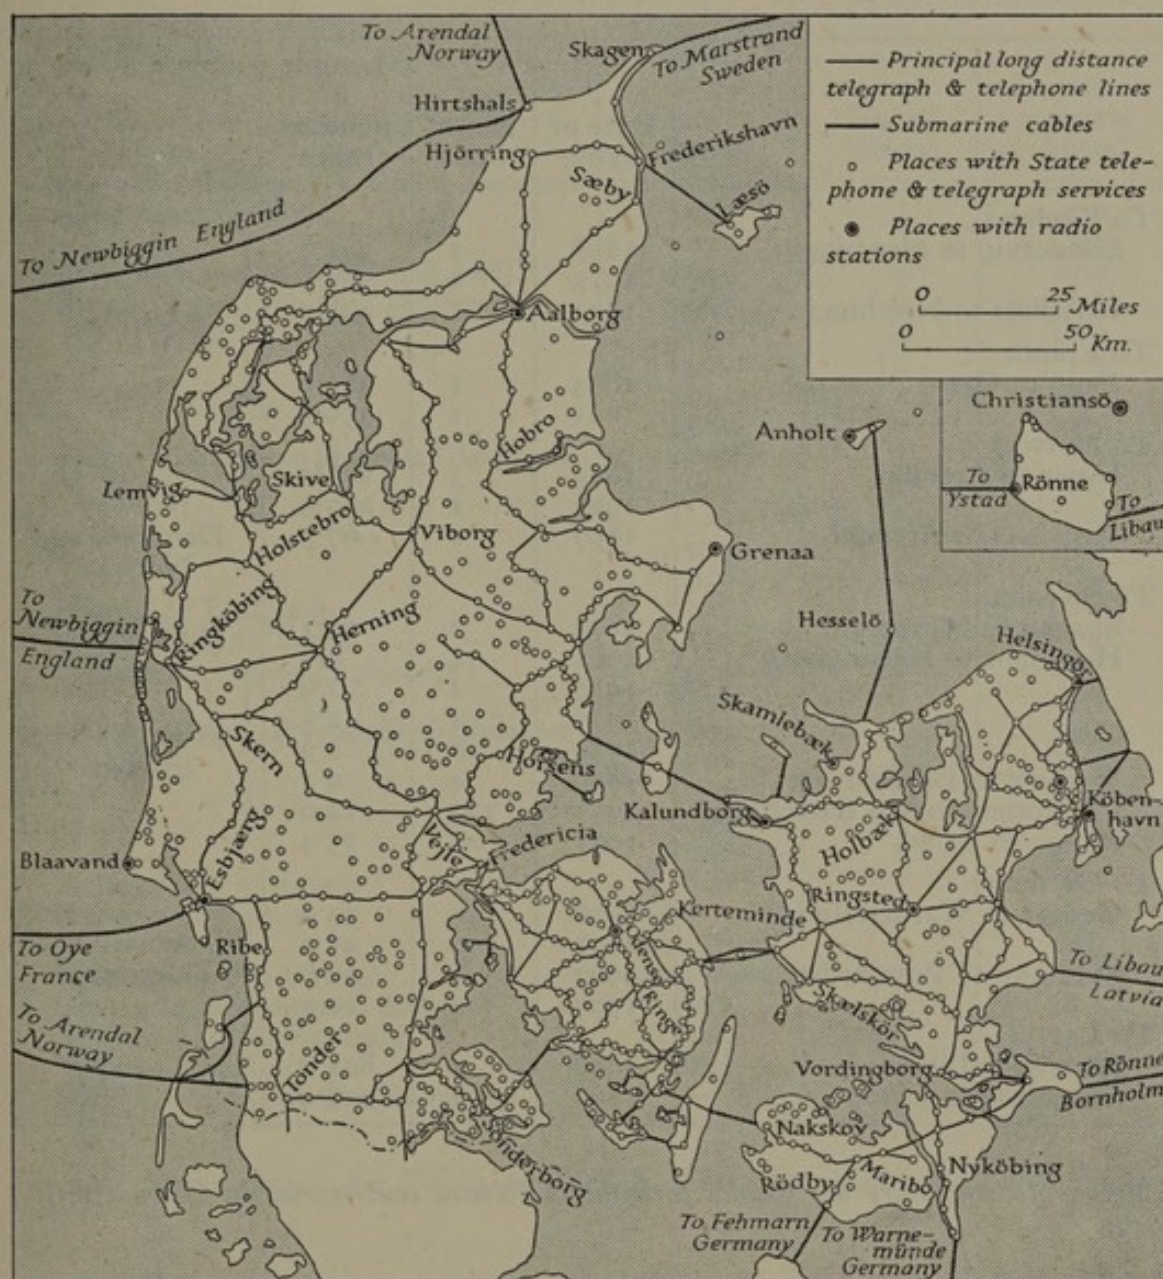 To Arendal
Norway
Skagen
To Marstrand
Sweden
Principal long distance
telegraph & telephone lines
Submarine cables
Places with State tele-
phone & telegraph services
Places with radio
stations
0 25 Miles
0 50 Km.
Hirtshals
Hjörring
Frederikshavn
Sæby
Læsö
To Newbiggin England
Aalborg
Christiansö
Rönne
To
Ystad
To
Libau
Anholt
Hobro
Skive
Lemvig
Holstebro
Viborg
Grenaa
To
Newbiggin
England
Ringköbing
Herning
Hesselö
Helsingör
Skamlebæk
Skern
Horsens
Kalundborg
Köben-
havn
Holbæk
Blaavand
Esbjærg
Vejle
Fredericia
Kerteminde
Ringsted
To Oye
France
Ribe
Odense
Ringe
To Libau
Latvia
Skælskör
To Arendal
Norway
Tönder
Vordingborg
To Rönne
Bornholm
Sönderborg
Nakskov
Rödby
Maribo
Nyköbing
To Fehmarn
Germany
To Warne-
münde
Germany